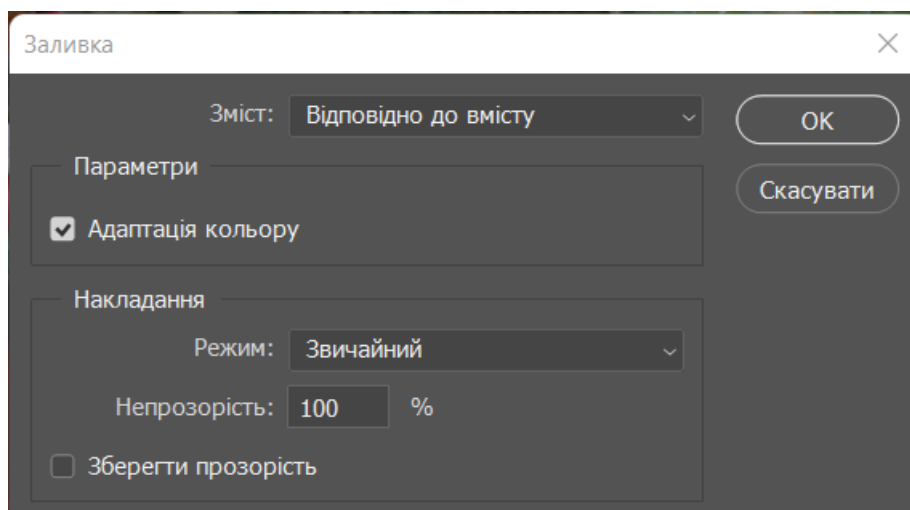 Заливка
Зміст: Відповідно до вмісту
OK
Параметри
Скасувати
Адаптація кольору
Накладання
Режим: Звичайний
Непрозорість: 100 %
Зберегти прозорість